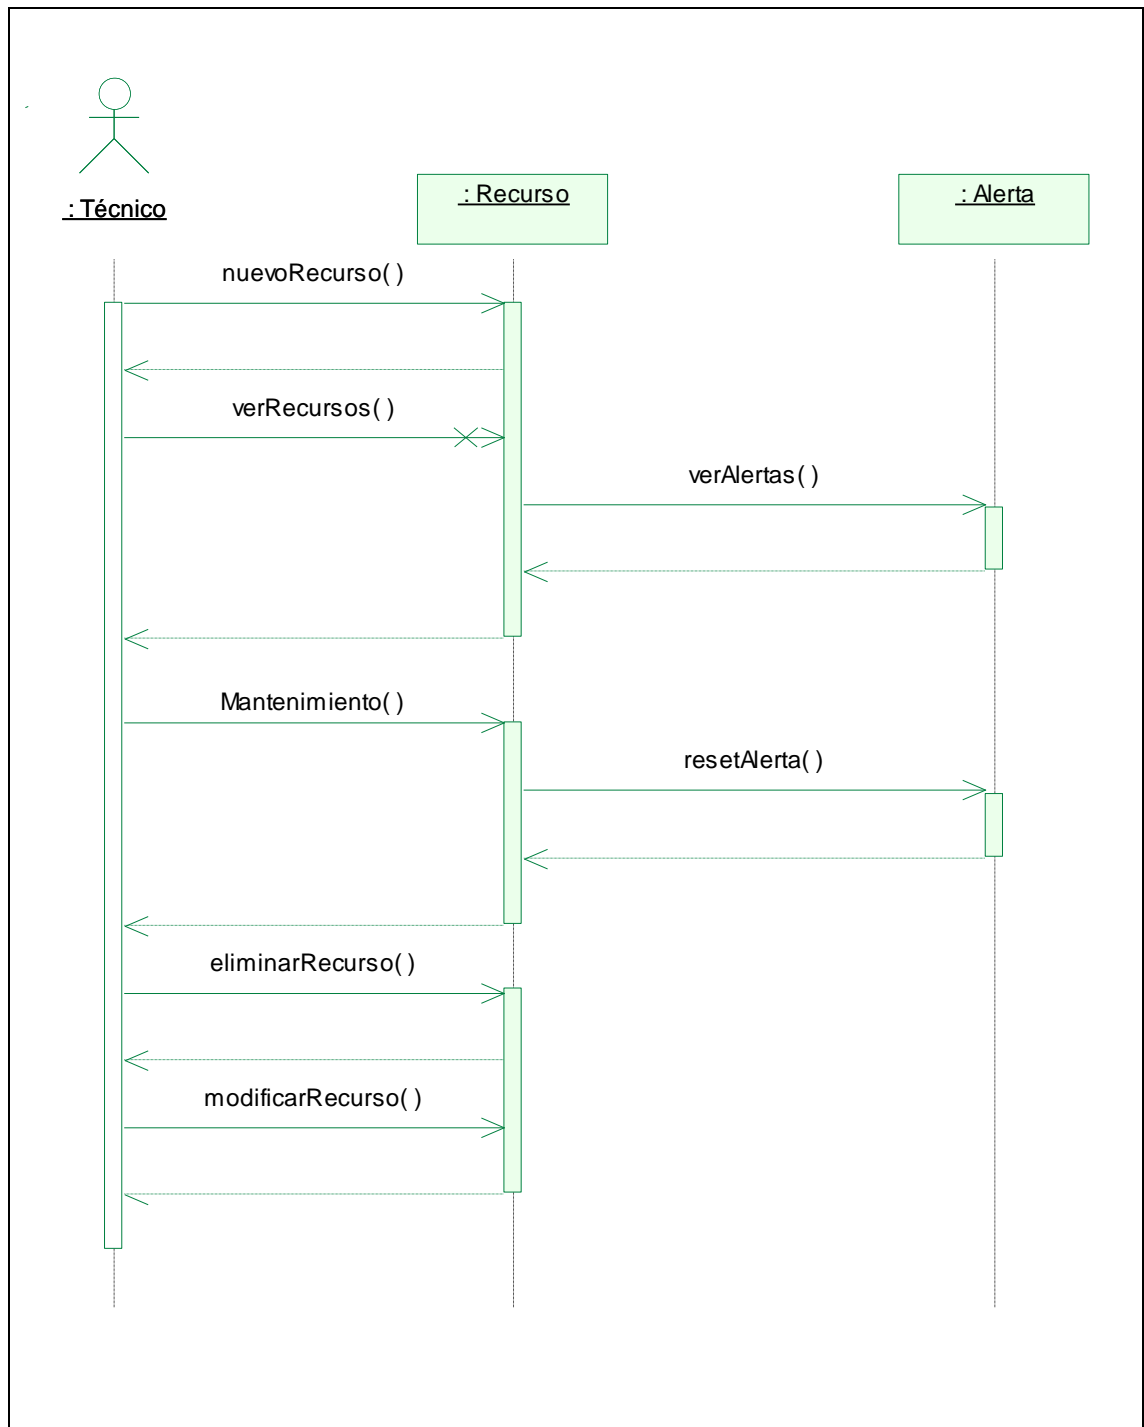 : Técnico
: Recurso
: Alerta
nuevoRecurso( )
verRecursos( )
verAlertas( )
Mantenimiento( )
resetAlerta( )
eliminarRecurso( )
modificarRecurso( )